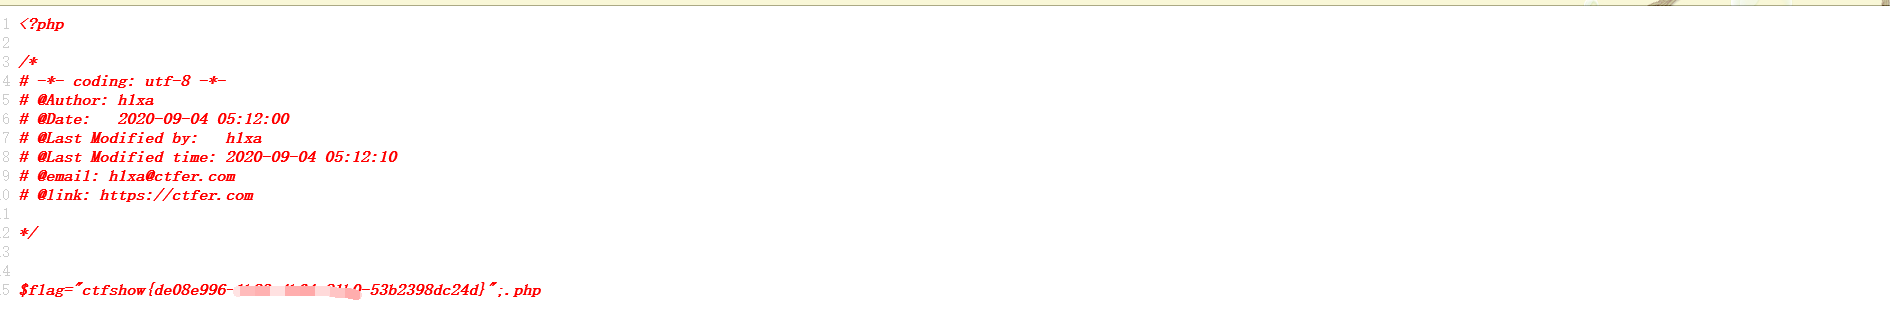 1 <?php
2
3 /*
4 # -*- coding: utf-8 -*-
5 # @Author: h1xa
6 # @Date:   2020-09-04 05:12:00
7 # @Last Modified by:   h1xa
8 # @Last Modified time: 2020-09-04 05:12:10
9 # @email: h1xa@ctfer.com
0 # @link: https://ctfer.com
1
2 */
3
4
5 $flag="ctfshow{de08e996- -53b2398dc24d}";.php